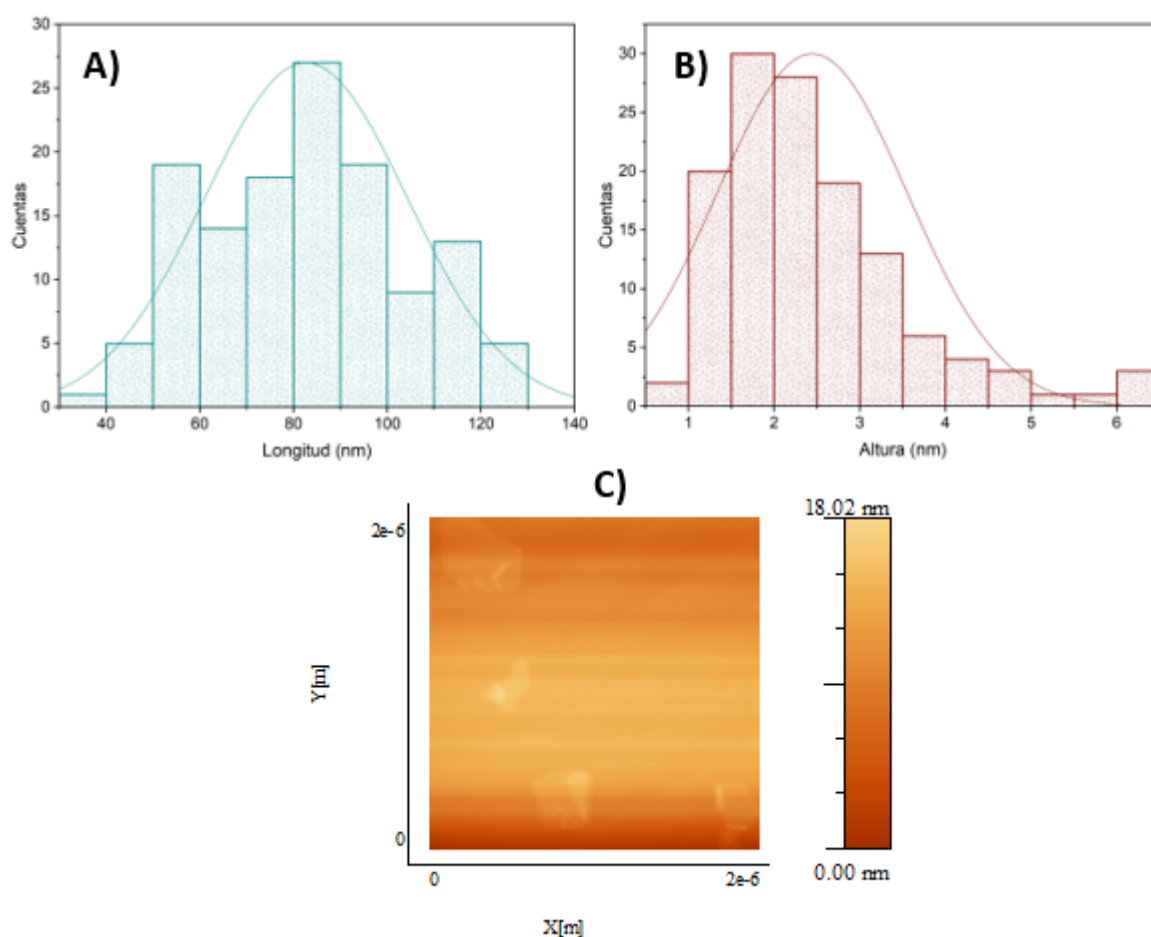 A)
30
25
20
15
10
5
0
Cuentas
40 60 80 100 120 140
Longitud (nm)
B)
30
25
20
15
10
5
0
Cuentas
1 2 3 4 5 6
Altura (nm)
C)
2e-6
Y[m]
0
0 2e-6
X[m]
18.02 nm
0.00 nm